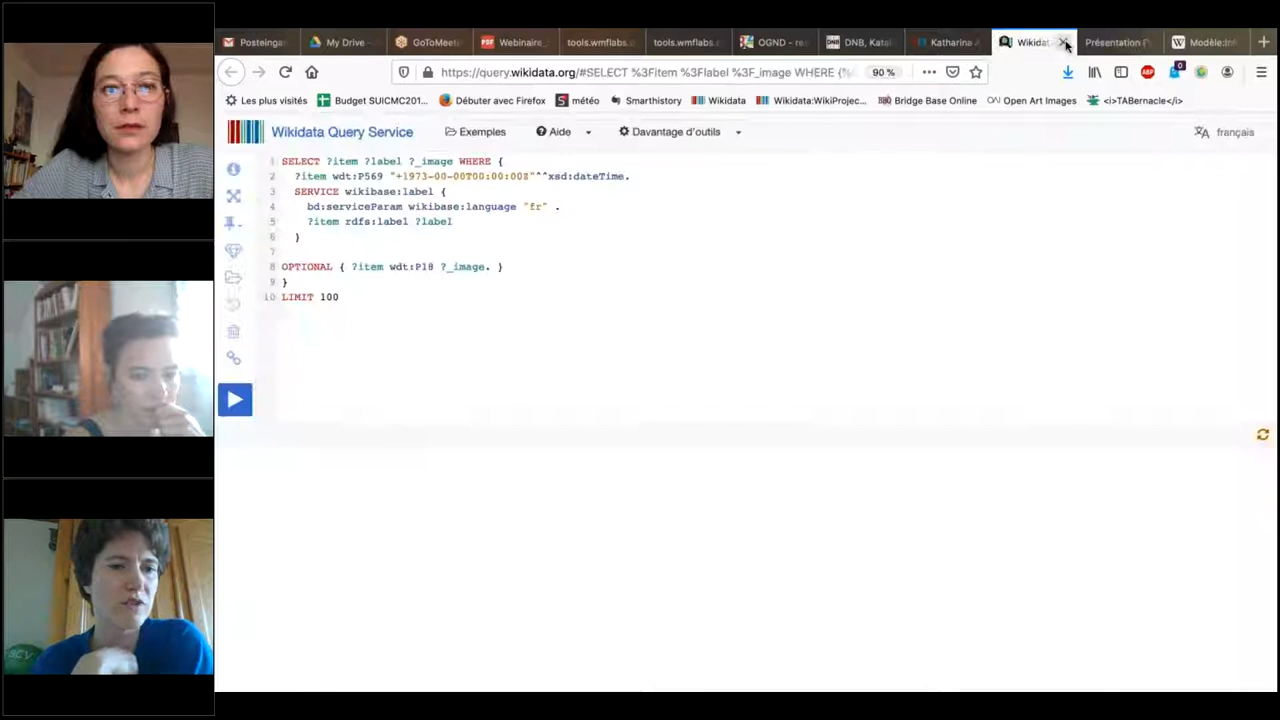 Posteingan
My Drive -
GoToMeeti
PDF Webinaire_
tools.wmflabs.o
tools.wmflabs.o
OGND – re
DNB, Katal
Katharina
Wikidat
Présentation P
W Modèle:Inf
https://query.wikidata.org/#SELECT %3Fitem %3Flabel %3F_image WHERE {%
90 %
ABP
0
Les plus visités
Budget SUICMC201...
Débuter avec Firefox
météo
Smarthistory
Wikidata
Wikidata:WikiProjec...
Bridge Base Online
Open Art Images
<i>TABernacle</i>
Wikidata Query Service
Exemples
Aide
Davantage d'outils
français
1 SELECT ?item ?label ?_image WHERE {
2 ?item wdt:P569 "+1973-00-00T00:00:00Z"^^xsd:dateTime.
3 SERVICE wikibase:label {
4 bd:serviceParam wikibase:language "fr" .
5 ?item rdfs:label ?label
6 }
7
8 OPTIONAL { ?item wdt:P18 ?_image. }
9 }
10 LIMIT 100